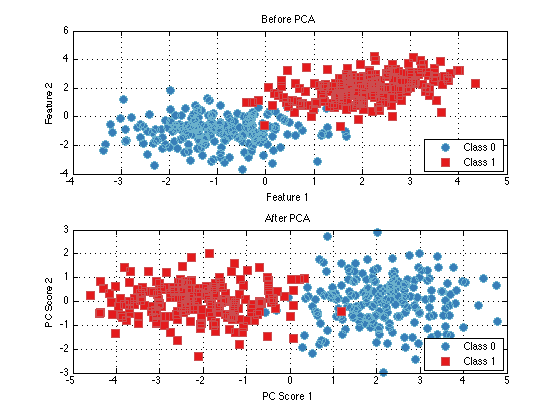 Before PCA
6
4
2
0
-2
-4
Feature 2
-4 -3 -2 -1 0 1 2 3 4 5
Feature 1
Class 0
Class 1
After PCA
3
2
1
0
-1
-2
-3
PC Score 2
-5 -4 -3 -2 -1 0 1 2 3 4 5
PC Score 1
Class 0
Class 1